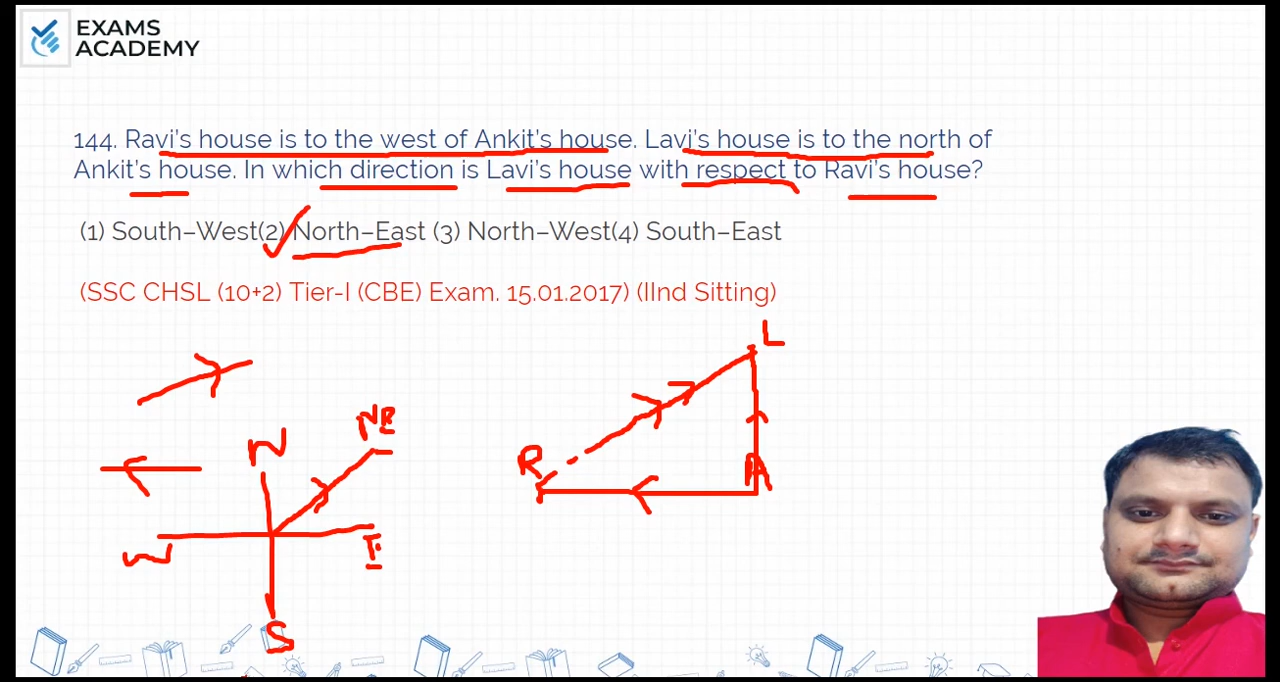 EXAMS
ACADEMY
144. Ravi's house is to the west of Ankit's house. Lavi's house is to the north of
Ankit's house. In which direction is Lavi's house with respect to Ravi's house?
(1) South–West(2) North–East (3) North–West(4) South–East
(SSC CHSL (10+2) Tier-I (CBE) Exam. 15.01.2017) (IInd Sitting)
L
N
NE
R
A
W
E
S